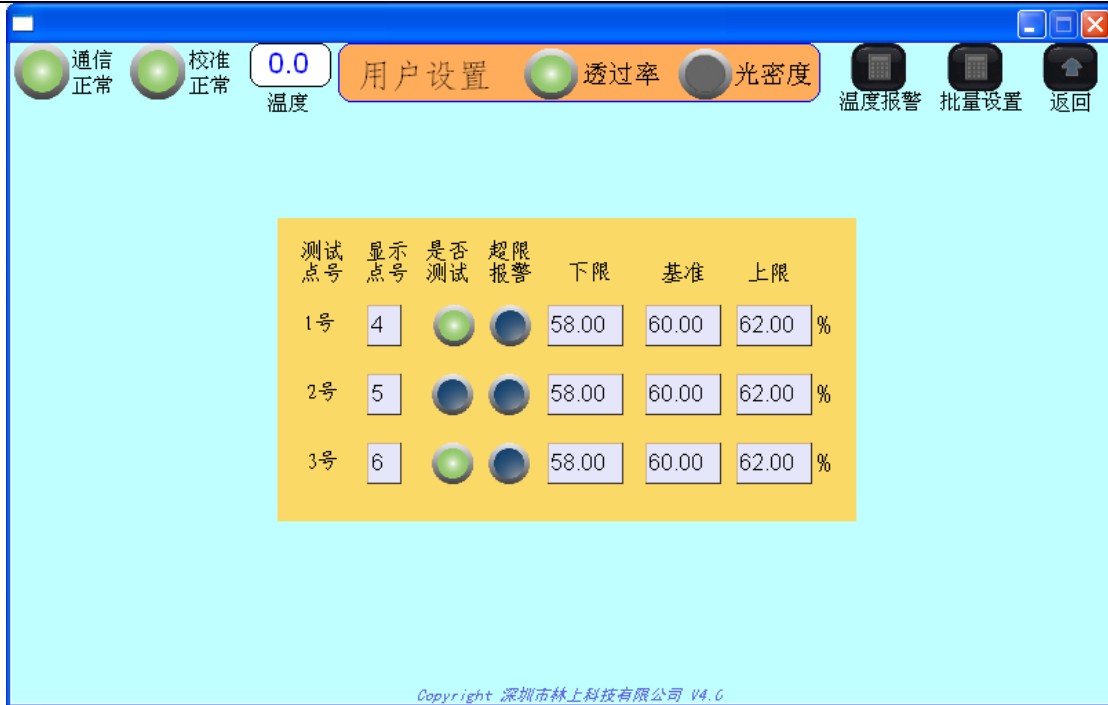 通信
正常
校准
正常
0.0
温度
用户设置
透过率
光密度
温度报警
批量设置
返回
测试
点号
显示
点号
是否
测试
超限
报警
下限
基准
上限
1号 4 58.00 60.00 62.00 %
2号 5 58.00 60.00 62.00 %
3号 6 58.00 60.00 62.00 %
Copyright 深圳市林上科技有限公司